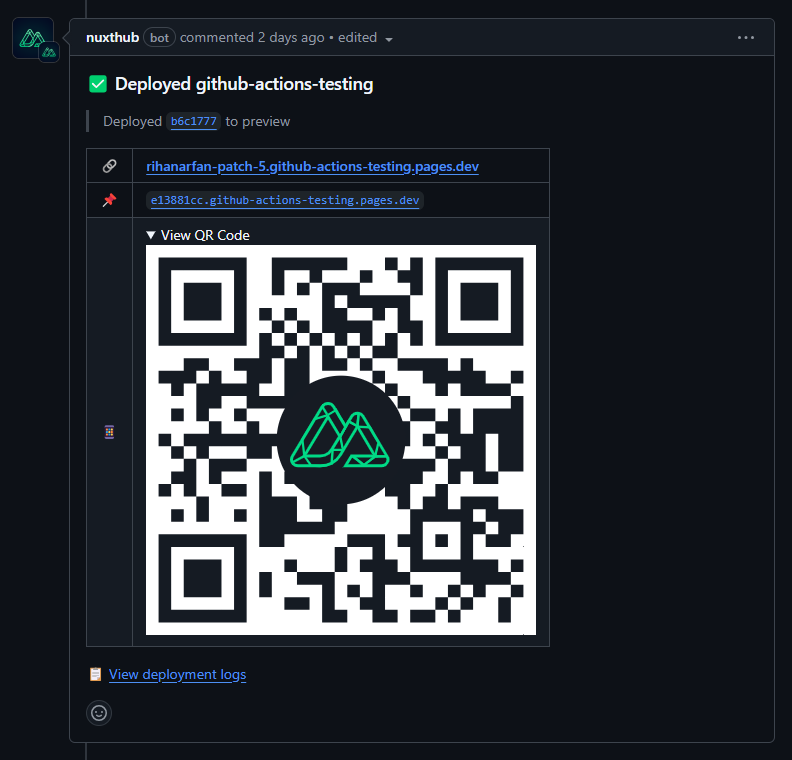 nuxthub bot commented 2 days ago • edited
Deployed github-actions-testing
Deployed b6c1777 to preview
rihanarfan-patch-5.github-actions-testing.pages.dev
e13881cc.github-actions-testing.pages.dev
View QR Code
View deployment logs